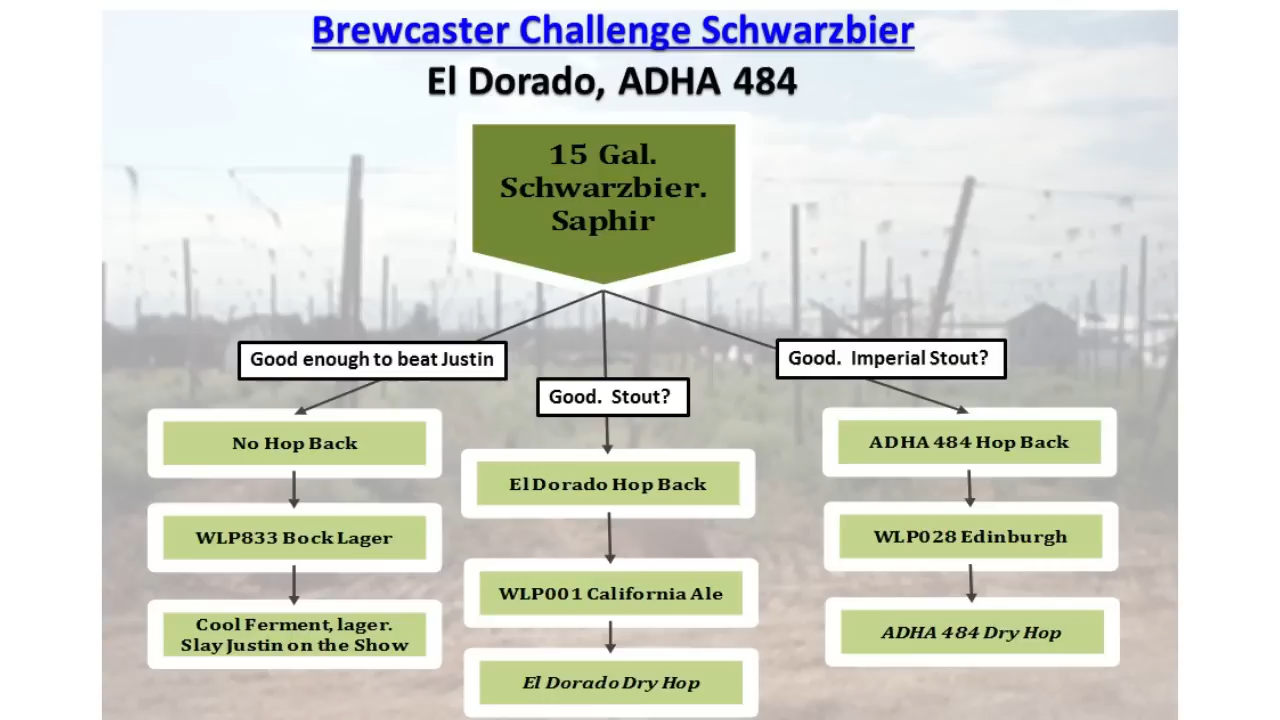 Brewcaster Challenge Schwarzbier
El Dorado, ADHA 484
15 Gal.
Schwarzbier.
Saphir
Good enough to beat Justin
No Hop Back
WLP833 Bock Lager
Cool Ferment, lager.
Slay Justin on the Show
Good.  Stout?
El Dorado Hop Back
WLP001 California Ale
El Dorado Dry Hop
Good.  Imperial Stout?
ADHA 484 Hop Back
WLP028 Edinburgh
ADHA 484 Dry Hop